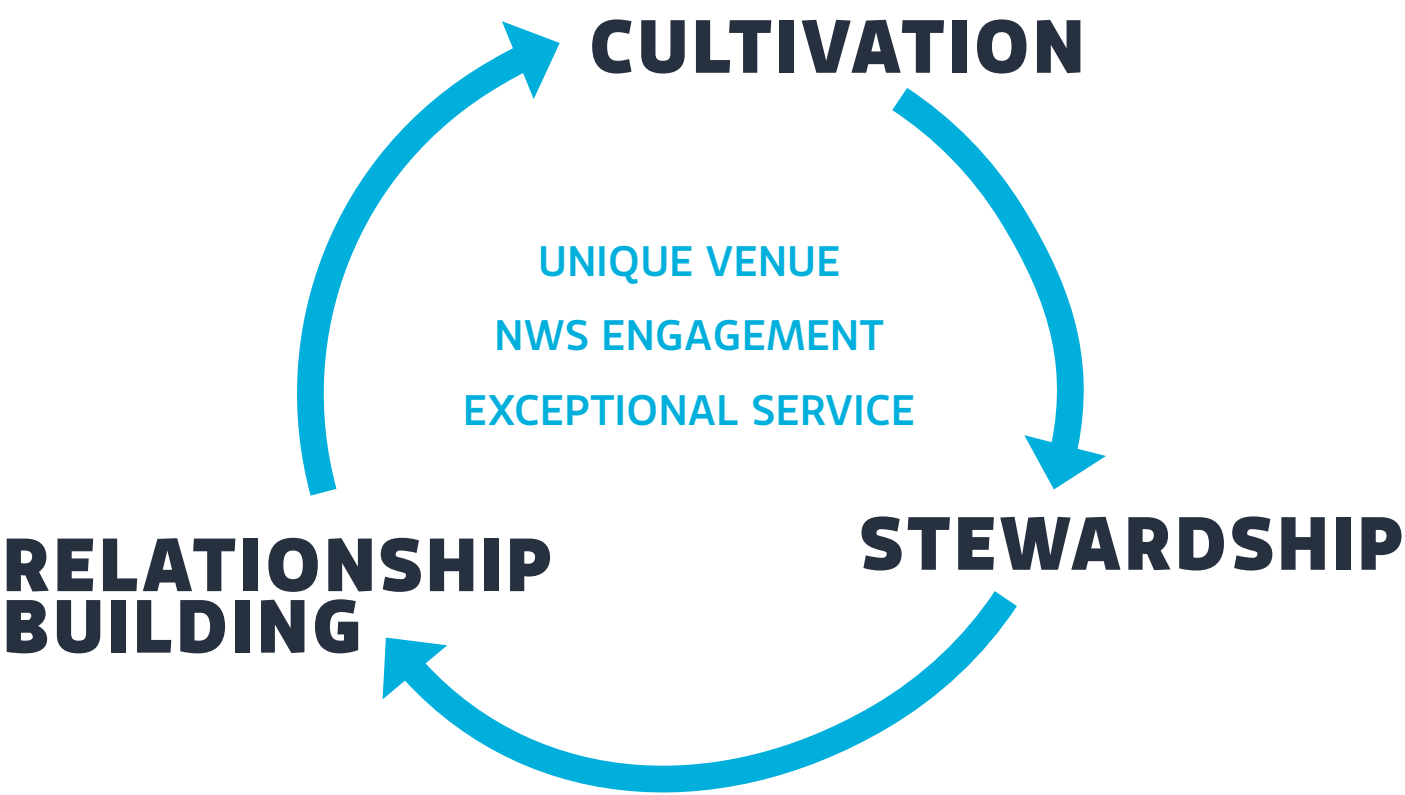 CULTIVATION
UNIQUE VENUE
NWS ENGAGEMENT
EXCEPTIONAL SERVICE
STEWARDSHIP
RELATIONSHIP
BUILDING